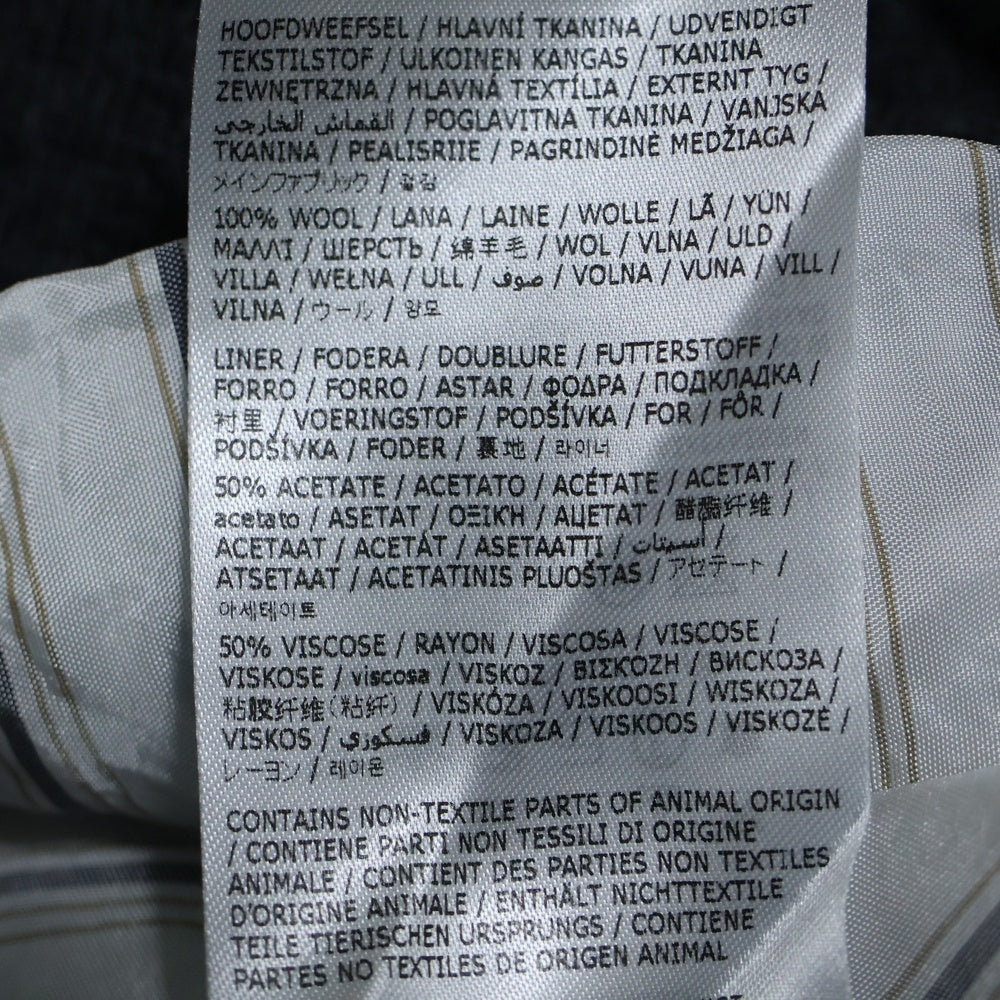 HOOFDWEEFSEL / HLAVNÍ TKANINA / UDVENDIGT
TEKSTILSTOF / ULKOINEN KANGAS / TKANINA
ZEWNĘTRZNA / HLAVNÁ TEXTÍLIA / EXTERNT TYG /
القماش الخارجي / POGLAVITNA TKANINA / VANJSKA
TKANINA / PEALISRIIE / PAGRINDINĖ MEDŽIAGA /
メインファブリック / 겉감
100% WOOL / LANA / LAINE / WOLLE / LÃ / YÜN /
ΜΑΛΛΊ / ШЕРСТЬ / 绵羊毛 / WOL / VLNA / ULD /
VILLA / WEŁNA / ULL / صوف / VOLNA / VUNA / VILL /
VILNA / ウール / 양모
LINER / FODERA / DOUBLURE / FUTTERSTOFF /
FORRO / FORRO / ASTAR / ΦΟΔΡΑ / ПОДКЛАДКА /
衬里 / VOERINGSTOF / PODŠÍVKA / FOR / FÔR /
PODŠÍVKA / FODER / 裏地 / 라이너
50% ACETATE / ACETATO / ACÉTATE / ACETAT /
acetato / ASETAT / ΟΞΙΚΗ / АЦЕТАТ / 醋酯纤维 /
ACETAAT / ACETÁT / ASETAATTI / أسيتات /
ATSETAAT / ACETATINIS PLUOŠTAS / アセテート /
아세테이트
50% VISCOSE / RAYON / VISCOSA / VISCOSE /
VISKOSE / viscosa / VISKOZ / ΒΙΣΚΟΖΗ / ВИСКОЗА /
粘胶纤维（粘纤） / VISKÓZA / VISKOOSI / WISKOZA /
VISKOS / فسكوزي / VISKOZA / VISKOOS / VISKOZĖ /
レーヨン / 레이온
CONTAINS NON-TEXTILE PARTS OF ANIMAL ORIGIN
/ CONTIENE PARTI NON TESSILI DI ORIGINE
ANIMALE / CONTIENT DES PARTIES NON TEXTILES
D'ORIGINE ANIMALE / ENTHÄLT NICHTTEXTILE
TEILE TIERISCHEN URSPRUNGS / CONTIENE
PARTES NO TEXTILES DE ORIGEN ANIMAL